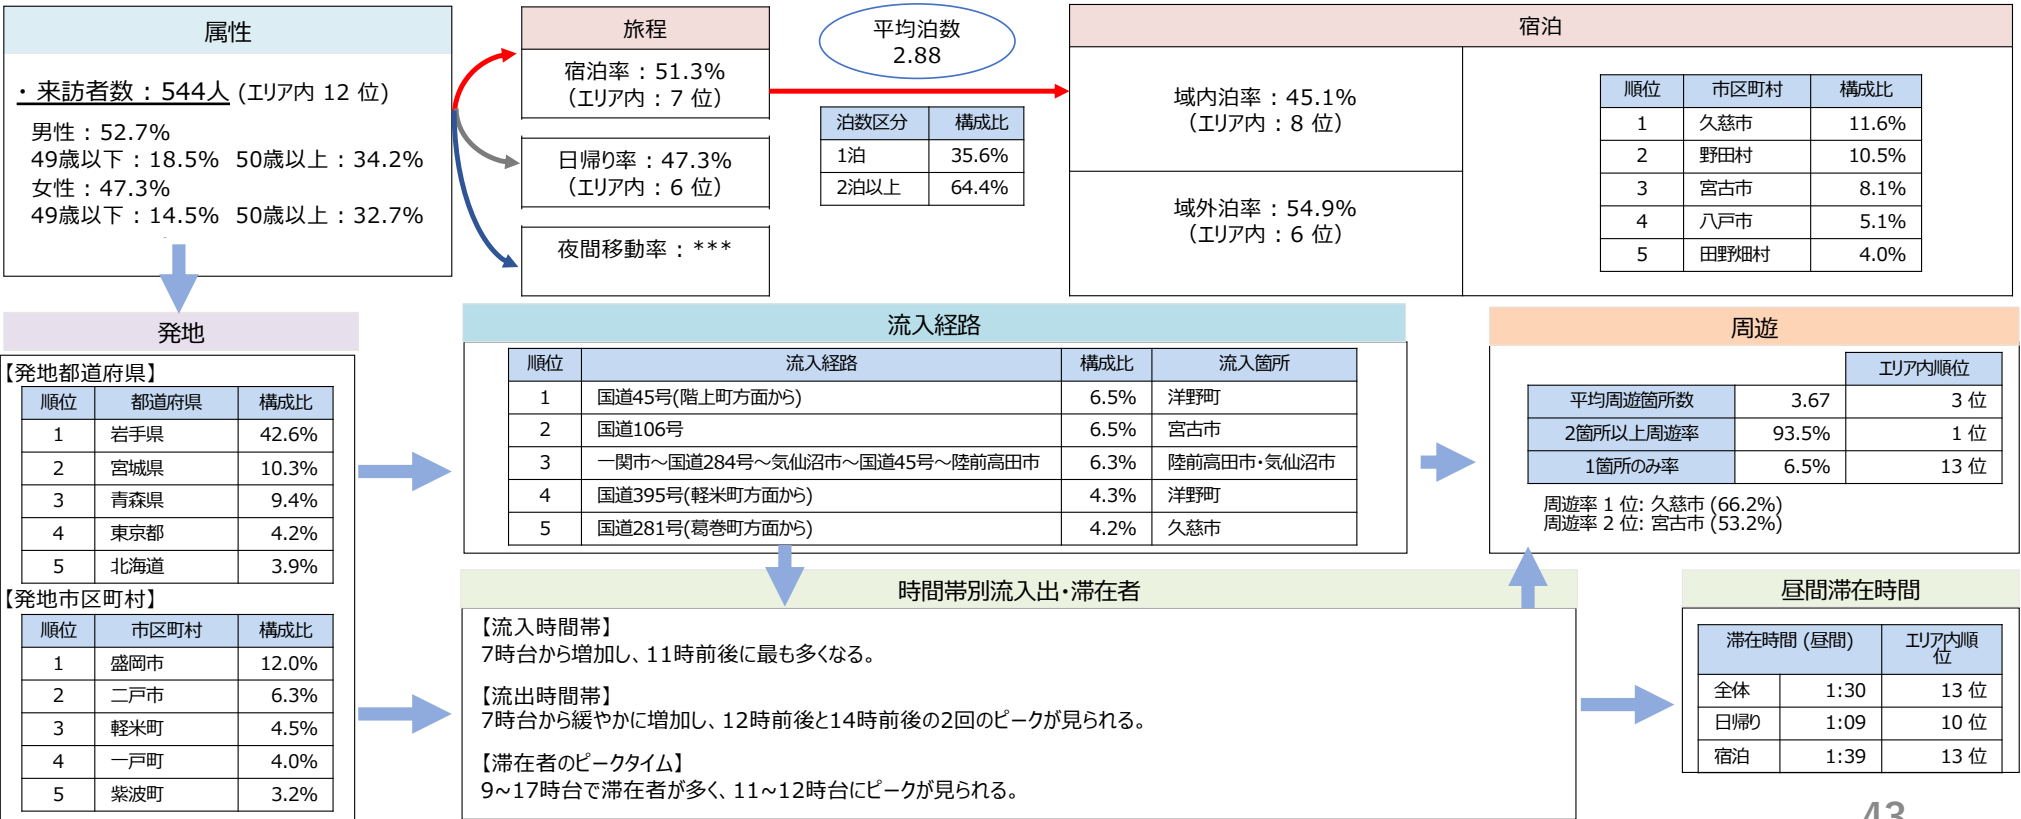 属性
・来訪者数：544人 (エリア内 12 位)
男性：52.7%
49歳以下：18.5% 50歳以上：34.2%
女性：47.3%
49歳以下：14.5% 50歳以上：32.7%
旅程
宿泊率：51.3%
（エリア内：7 位）
日帰り率：47.3%
（エリア内：6 位）
夜間移動率：***
平均泊数
2.88
泊数区分 構成比
1泊 35.6%
2泊以上 64.4%
宿泊
域内泊率：45.1%
（エリア内：8 位）
域外泊率：54.9%
（エリア内：6 位）
順位 市区町村 構成比
1 久慈市 11.6%
2 野田村 10.5%
3 宮古市 8.1%
4 八戸市 5.1%
5 田野畑村 4.0%
発地
【発地都道府県】
順位 都道府県 構成比
1 岩手県 42.6%
2 宮城県 10.3%
3 青森県 9.4%
4 東京都 4.2%
5 北海道 3.9%
【発地市区町村】
順位 市区町村 構成比
1 盛岡市 12.0%
2 二戸市 6.3%
3 軽米町 4.5%
4 一戸町 4.0%
5 紫波町 3.2%
流入経路
順位 流入経路 構成比 流入箇所
1 国道45号(階上町方面から) 6.5% 洋野町
2 国道106号 6.5% 宮古市
3 一関市～国道284号～気仙沼市～国道45号～陸前高田市 6.3% 陸前高田市･気仙沼市
4 国道395号(軽米町方面から) 4.3% 洋野町
5 国道281号(葛巻町方面から) 4.2% 久慈市
周遊
エリア内順位
平均周遊箇所数 3.67 3 位
2箇所以上周遊率 93.5% 1 位
1箇所のみ率 6.5% 13 位
周遊率 1 位: 久慈市 (66.2%)
周遊率 2 位: 宮古市 (53.2%)
時間帯別流入出･滞在者
【流入時間帯】
7時台から増加し、11時前後に最も多くなる。
【流出時間帯】
7時台から緩やかに増加し、12時前後と14時前後の2回のピークが見られる。
【滞在者のピークタイム】
9~17時台で滞在者が多く、11~12時台にピークが見られる。
昼間滞在時間
滞在時間 (昼間) エリア内順
位
全体 1:30 13 位
日帰り 1:09 10 位
宿泊 1:39 13 位
43